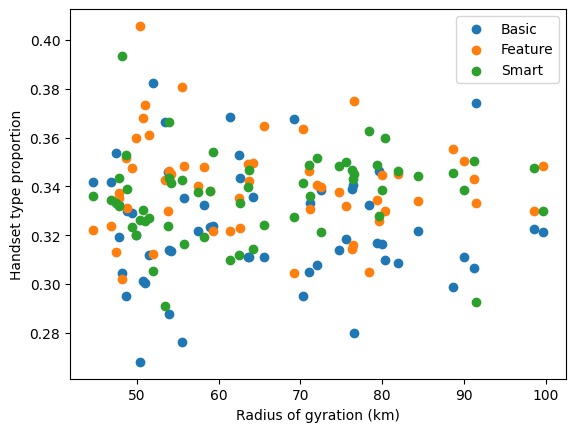 0.40
0.38
0.36
0.34
0.32
0.30
0.28
Handset type proportion
50
60
70
80
90
100
Radius of gyration (km)
Basic
Feature
Smart